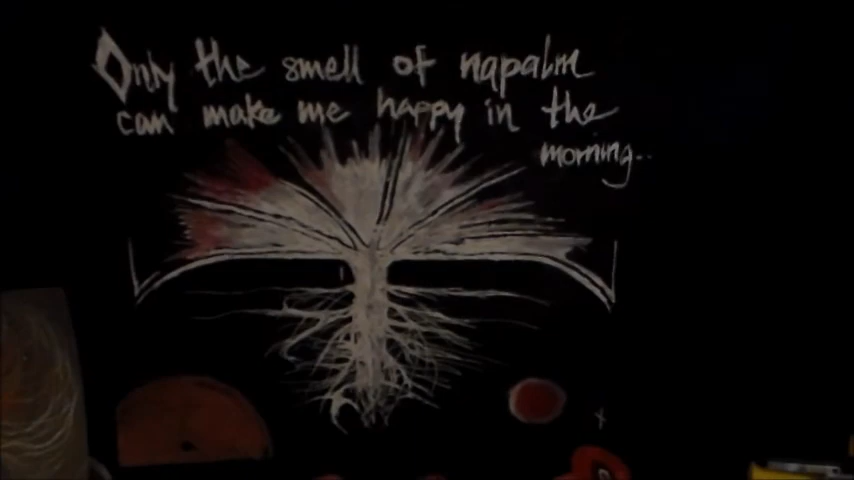 Only the smell of napalm
can make me happy in the
morning..